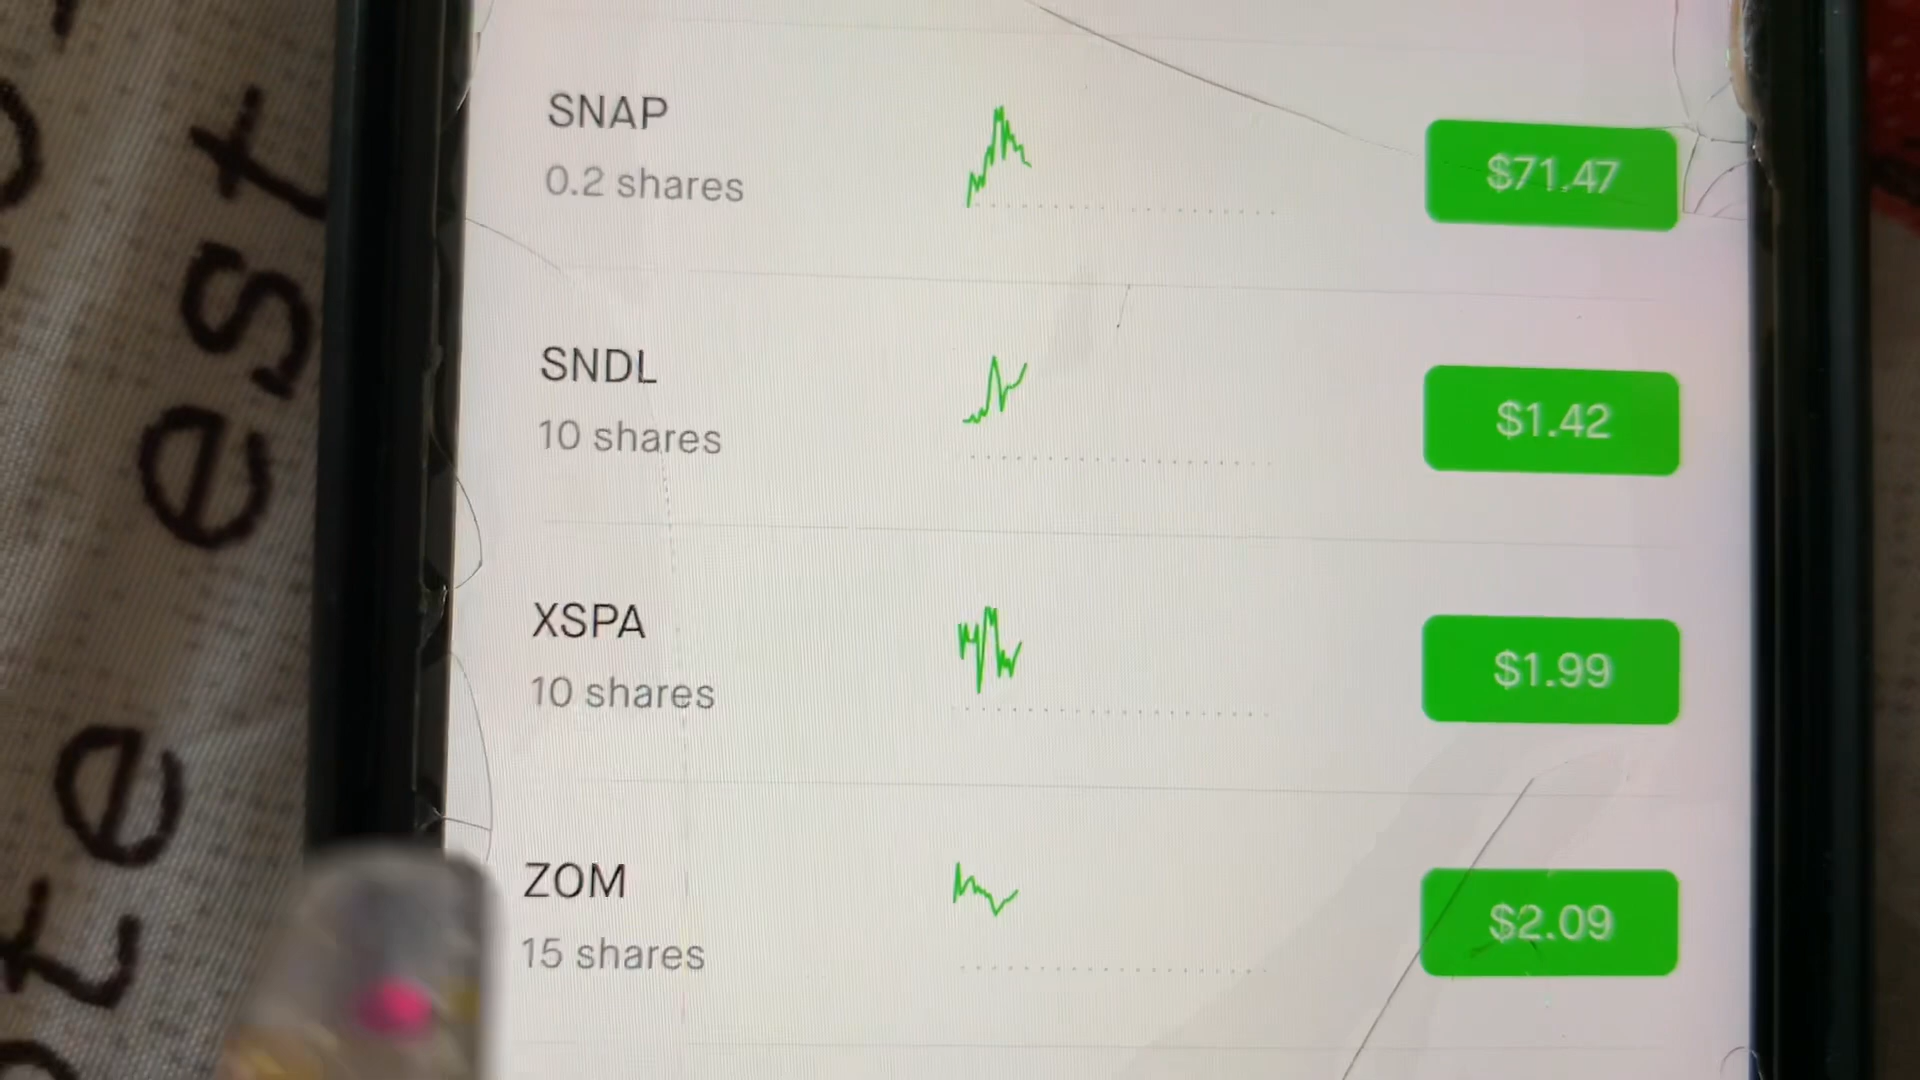 SNAP
0.2 shares
$71.47
SNDL
10 shares
$1.42
XSPA
10 shares
$1.99
ZOM
15 shares
$2.09
est